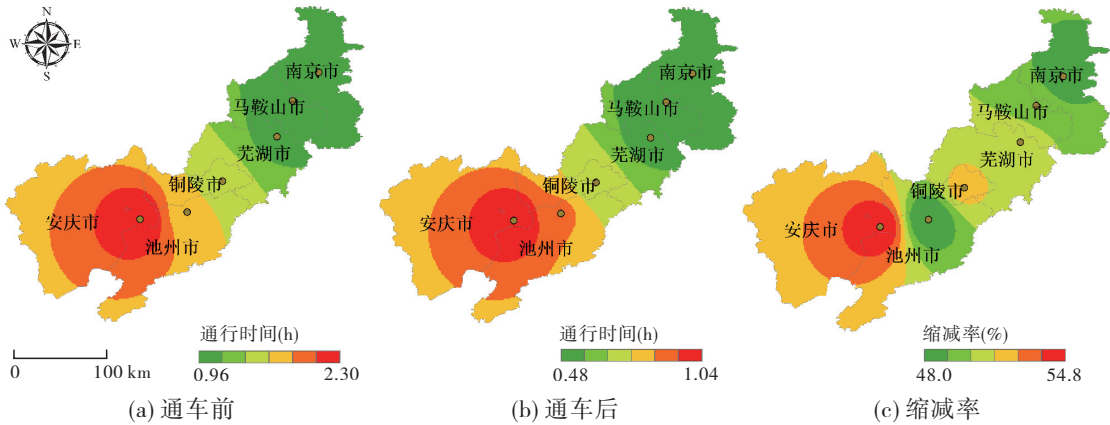 N
W E
S
南京市
马鞍山市
芜湖市
铜陵市
安庆市
池州市
通行时间(h)
0.96 2.30
0 100 km
(a) 通车前
南京市
马鞍山市
芜湖市
铜陵市
安庆市
池州市
通行时间(h)
0.48 1.04
(b) 通车后
南京市
马鞍山市
芜湖市
铜陵市
安庆市
池州市
缩减率(%)
48.0 54.8
(c) 缩减率